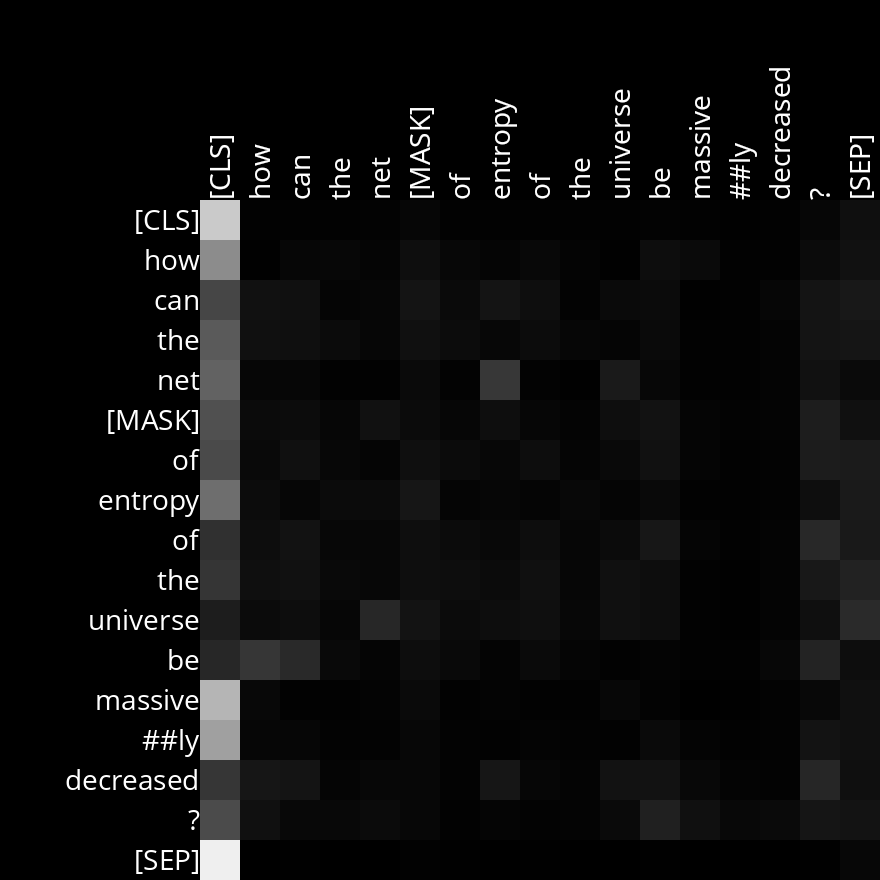 [CLS] how can the net [MASK] of entropy of the universe be massive ##ly decreased ? [SEP]
[CLS]
how
can
the
net
[MASK]
of
entropy
of
the
universe
be
massive
##ly
decreased
?
[SEP]